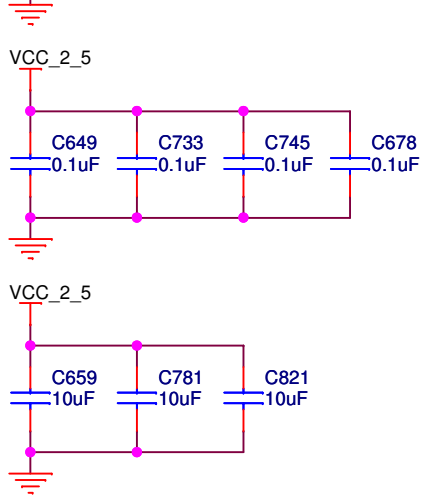 VCC_2_5
C649 C733 C745 C678
0.1uF 0.1uF 0.1uF 0.1uF
VCC_2_5
C659 C781 C821
10uF 10uF 10uF